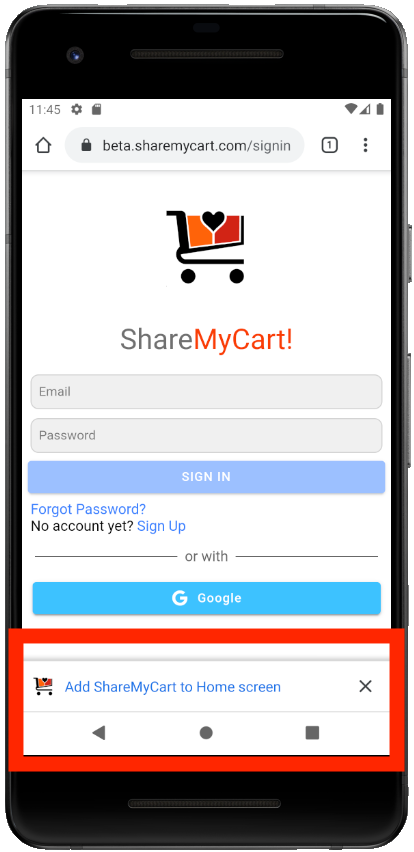 11:45
beta.sharemycart.com/signin
1
ShareMyCart!
Email
Password
SIGN IN
Forgot Password?
No account yet? Sign Up
or with
G Google
Add ShareMyCart to Home screen